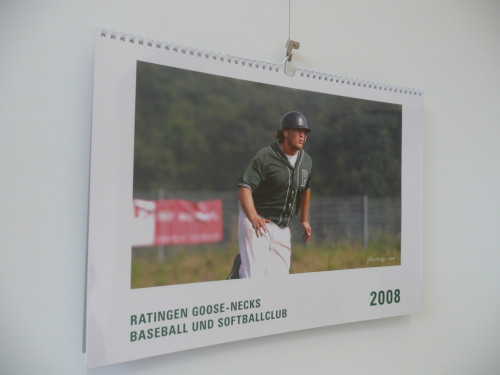 RATINGEN GOOSE-NECKS
BASEBALL UND SOFTBALLCLUB
2008